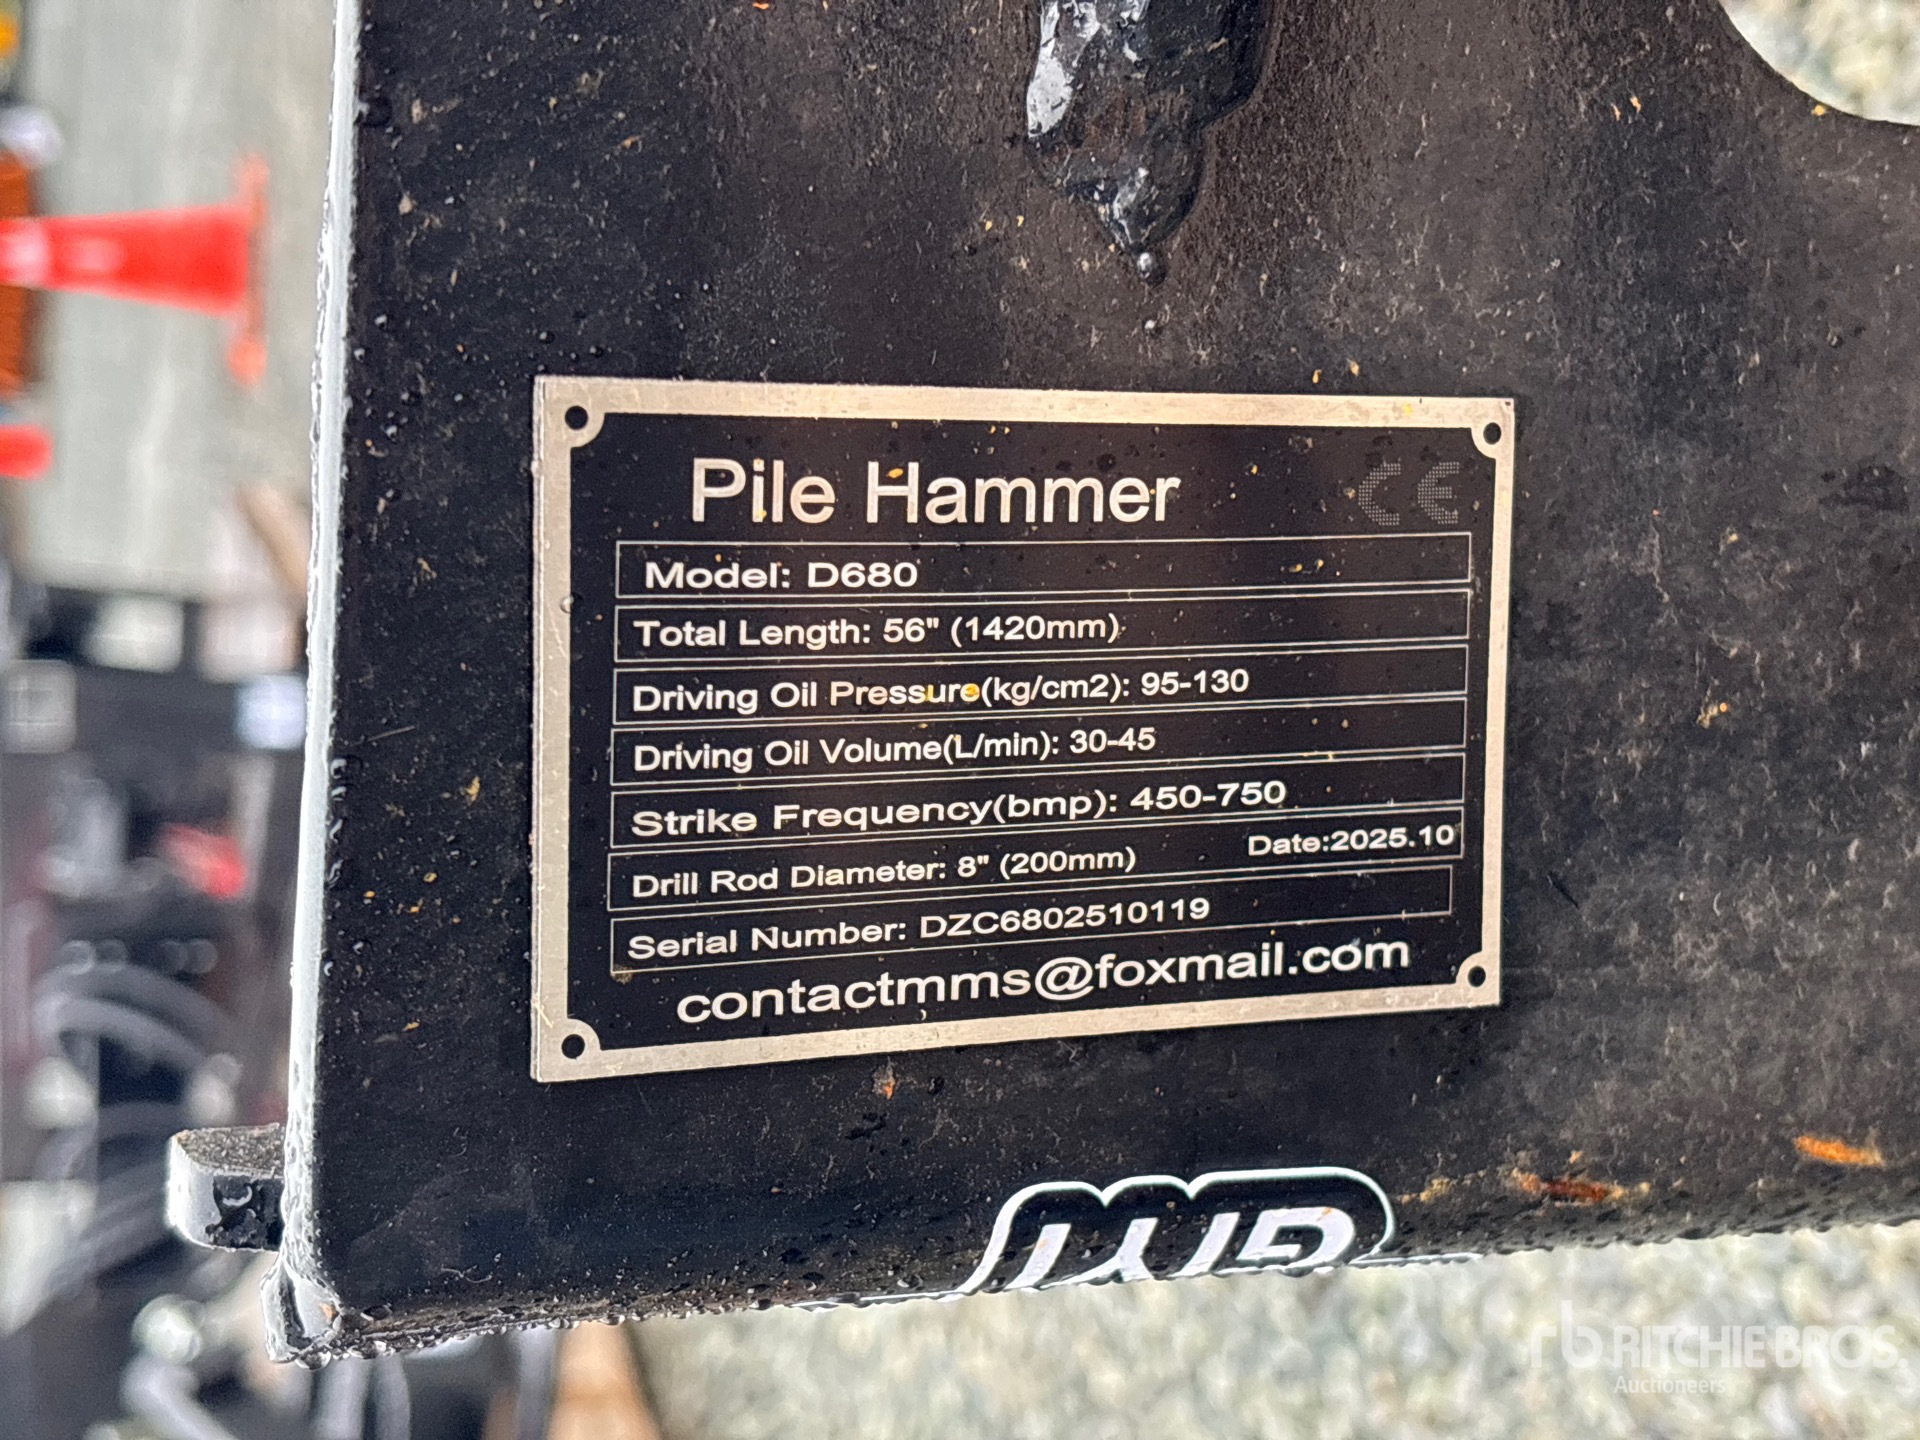 Pile Hammer CE
Model: D680
Total Length: 56" (1420mm)
Driving Oil Pressure(kg/cm2): 95-130
Driving Oil Volume(L/min): 30-45
Strike Frequency(bmp): 450-750
Drill Rod Diameter: 8" (200mm) Date:2025.10
Serial Number: DZC6802510119
contactmms@foxmail.com
rb RITCHIE BROS.
Auctioneers